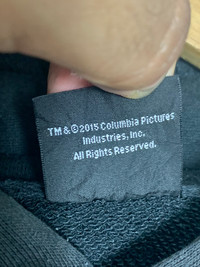 TM & © 2015 Columbia Pictures
Industries, Inc.
All Rights Reserved.